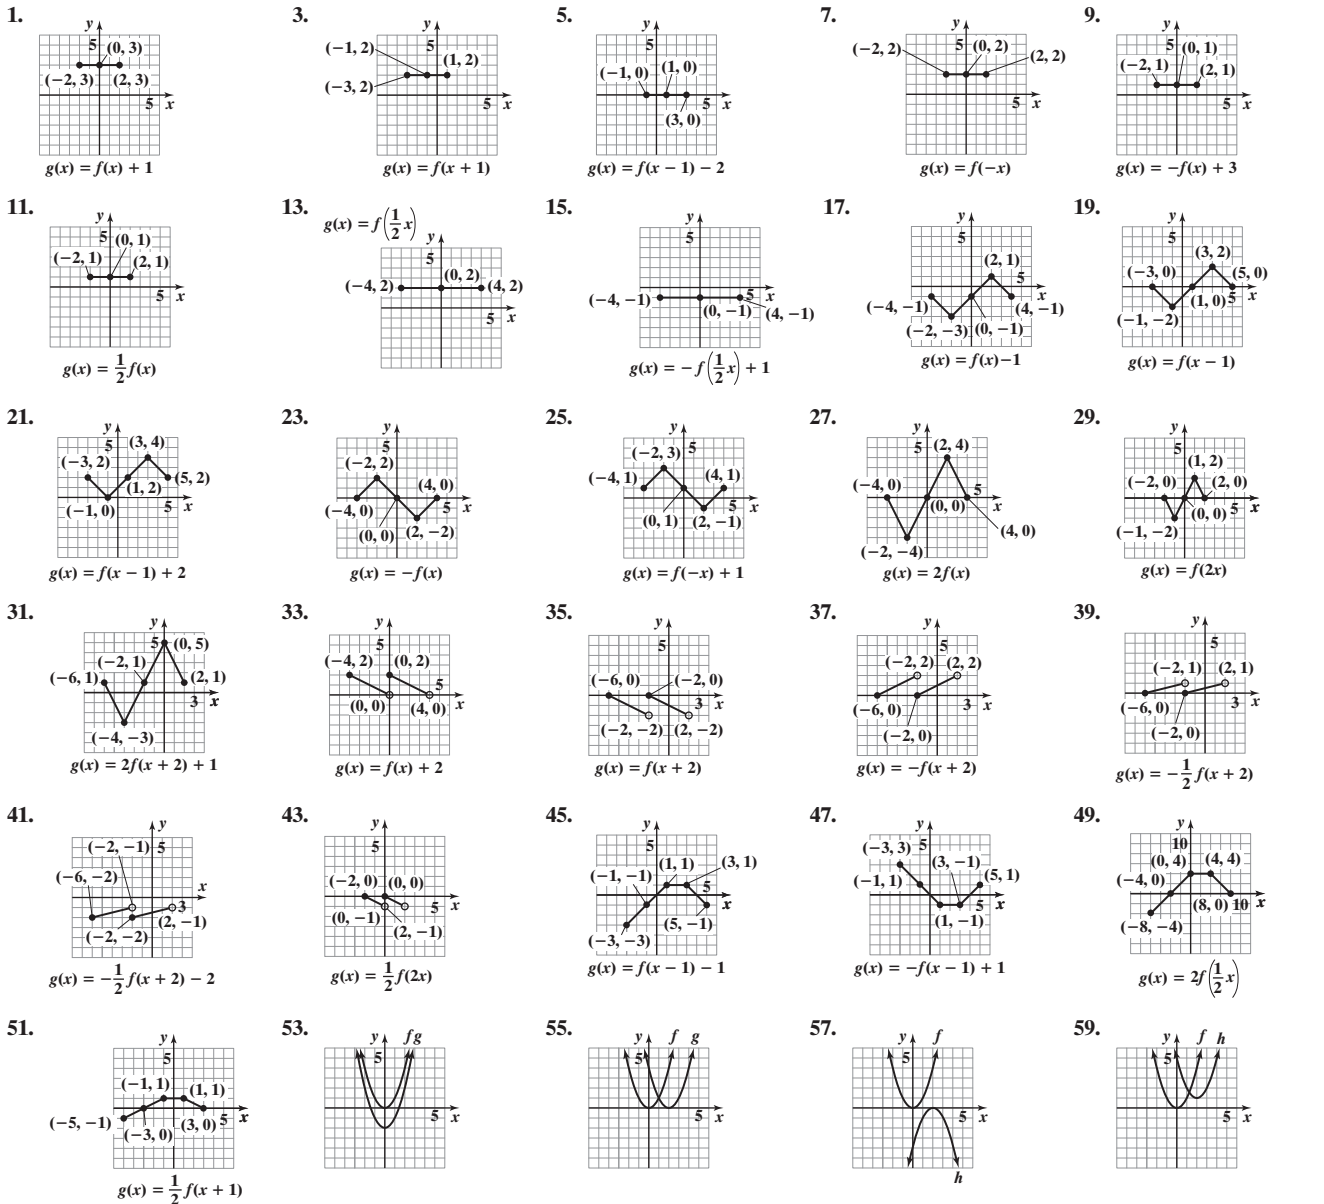 1.
y
5
(0, 3)
(−2, 3) (2, 3)
5 x
g(x) = f(x) + 1
3.
y
5
(−1, 2)
(1, 2)
(−3, 2)
5 x
g(x) = f(x + 1)
5.
y
5
(−1, 0) (1, 0)
5 x
(3, 0)
g(x) = f(x − 1) − 2
7.
y
5
(−2, 2) (0, 2) (2, 2)
5 x
g(x) = f(−x)
9.
y
5
(0, 1)
(−2, 1) (2, 1)
5 x
g(x) = −f(x) + 3
11.
y
5
(0, 1)
(−2, 1) (2, 1)
5 x
g(x) = 1/2 f(x)
13.
g(x) = f(1/2 x)
y
5
(0, 2)
(−4, 2) (4, 2)
5 x
15.
y
5
5 x
(−4, −1) (0, −1) (4, −1)
g(x) = −f(1/2 x) + 1
17.
y
5
(2, 1)
5 x
(−4, −1) (4, −1)
(−2, −3) (0, −1)
g(x) = f(x)−1
19.
y
5
(3, 2)
(−3, 0) (5, 0)
(1, 0) 5 x
(−1, −2)
g(x) = f(x − 1)
21.
y
5
(3, 4)
(−3, 2) (5, 2)
(1, 2)
(−1, 0) 5 x
g(x) = f(x − 1) + 2
23.
y
5
(−2, 2)
(4, 0)
(−4, 0) 5 x
(0, 0) (2, −2)
g(x) = −f(x)
25.
y
5
(−2, 3)
(−4, 1) (4, 1)
5 x
(0, 1) (2, −1)
g(x) = f(−x) + 1
27.
y
5
(2, 4)
(−4, 0) 5 x
(0, 0)
(4, 0)
(−2, −4)
g(x) = 2f(x)
29.
y
5
(1, 2)
(−2, 0) (2, 0)
(0, 0) 5 x
(−1, −2)
g(x) = f(2x)
31.
y
5 (0, 5)
(−2, 1)
(−6, 1) (2, 1)
3 x
(−4, −3)
g(x) = 2f(x + 2) + 1
33.
y
5
(−4, 2) (0, 2)
5 x
(0, 0) (4, 0)
g(x) = f(x) + 2
35.
y
5
(−6, 0) (−2, 0)
3 x
(−2, −2) (2, −2)
g(x) = f(x + 2)
37.
y
5
(−2, 2) (2, 2)
(−6, 0) 3 x
(−2, 0)
g(x) = −f(x + 2)
39.
y
5
(−2, 1) (2, 1)
(−6, 0) 3 x
(−2, 0)
g(x) = −1/2 f(x + 2)
41.
y
(−2, −1) 5
(−6, −2) x
3
(−2, −2) (2, −1)
g(x) = −1/2 f(x + 2) − 2
43.
y
5
(−2, 0) (0, 0)
5 x
(0, −1) (2, −1)
g(x) = 1/2 f(2x)
45.
y
5
(1, 1) (3, 1)
(−1, −1) 5 x
(−3, −3) (5, −1)
g(x) = f(x − 1) − 1
47.
y
5
(−3, 3) (3, −1)
(−1, 1) (5, 1)
5 x
(1, −1)
g(x) = −f(x − 1) + 1
49.
y
10
(0, 4) (4, 4)
(−4, 0)
(8, 0) 10 x
(−8, −4)
g(x) = 2f(1/2 x)
51.
y
5
(−1, 1) (1, 1)
(−5, −1) 5 x
(−3, 0) (3, 0)
g(x) = 1/2 f(x + 1)
53.
y f g
5 x
55.
y f g
5
5 x
57.
y f
5
5 x
h
59.
y f h
5
5 x